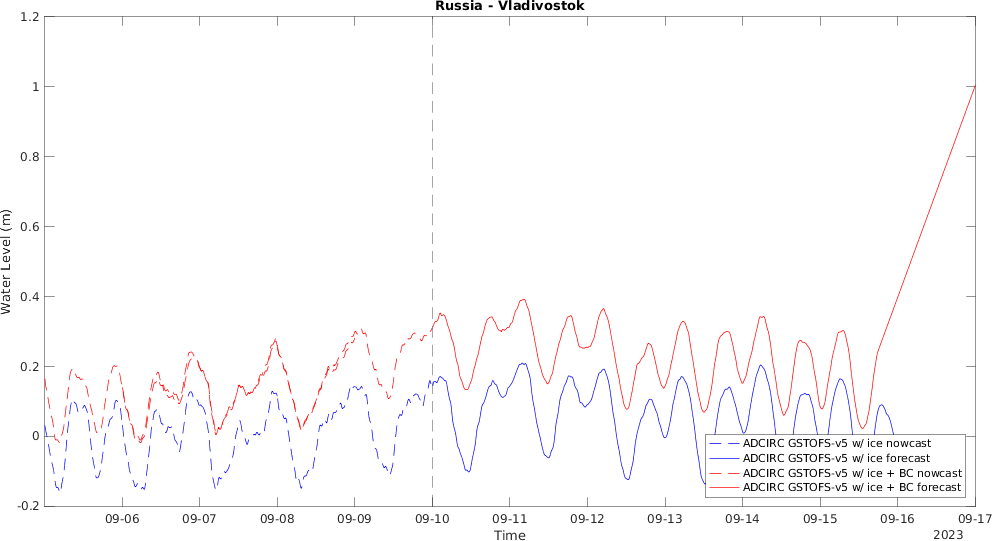 Russia - Vladivostok
1.2
1
0.8
0.6
0.4
0.2
0
-0.2
Water Level (m)
ADCIRC GSTOFS-v5 w/ ice nowcast
ADCIRC GSTOFS-v5 w/ ice forecast
ADCIRC GSTOFS-v5 w/ ice + BC nowcast
ADCIRC GSTOFS-v5 w/ ice + BC forecast
09-06 09-07 09-08 09-09 09-10 09-11 09-12 09-13 09-14 09-15 09-16 09-17
Time
2023